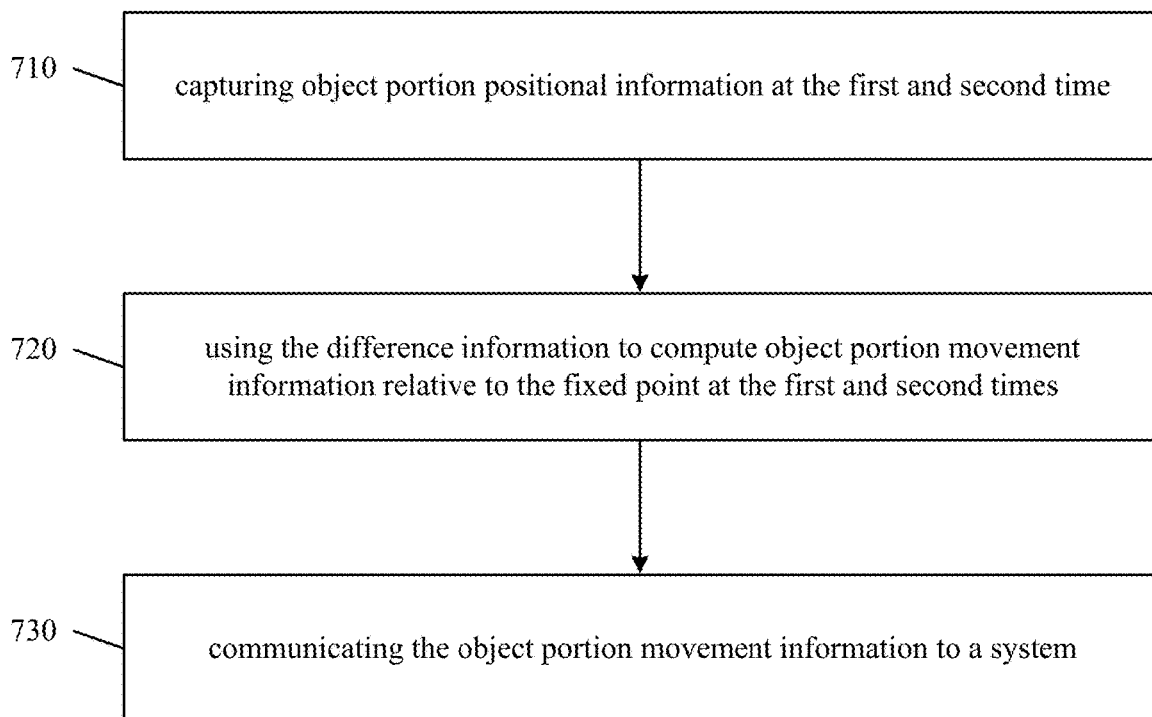 710
capturing object portion positional information at the first and second time
720
using the difference information to compute object portion movement
information relative to the fixed point at the first and second times
730
communicating the object portion movement information to a system